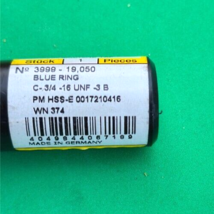 Stück 1 Pieces
N° 3999 - 19,050
BLUE RING
C- 3/4 -16 UNF -3 B
PM HSS-E 0017210416
WN 374
4049844067199
MADE IN GERMANY